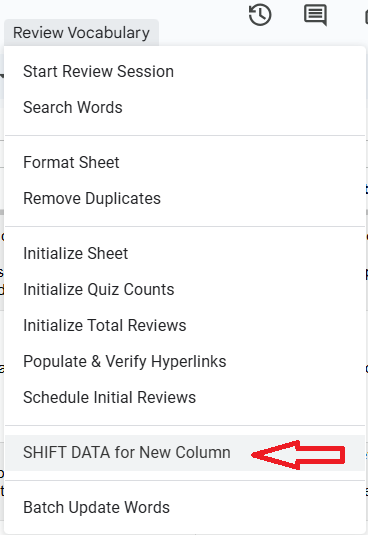 Review Vocabulary
Start Review Session
Search Words
Format Sheet
Remove Duplicates
Initialize Sheet
Initialize Quiz Counts
Initialize Total Reviews
Populate & Verify Hyperlinks
Schedule Initial Reviews
SHIFT DATA for New Column
Batch Update Words